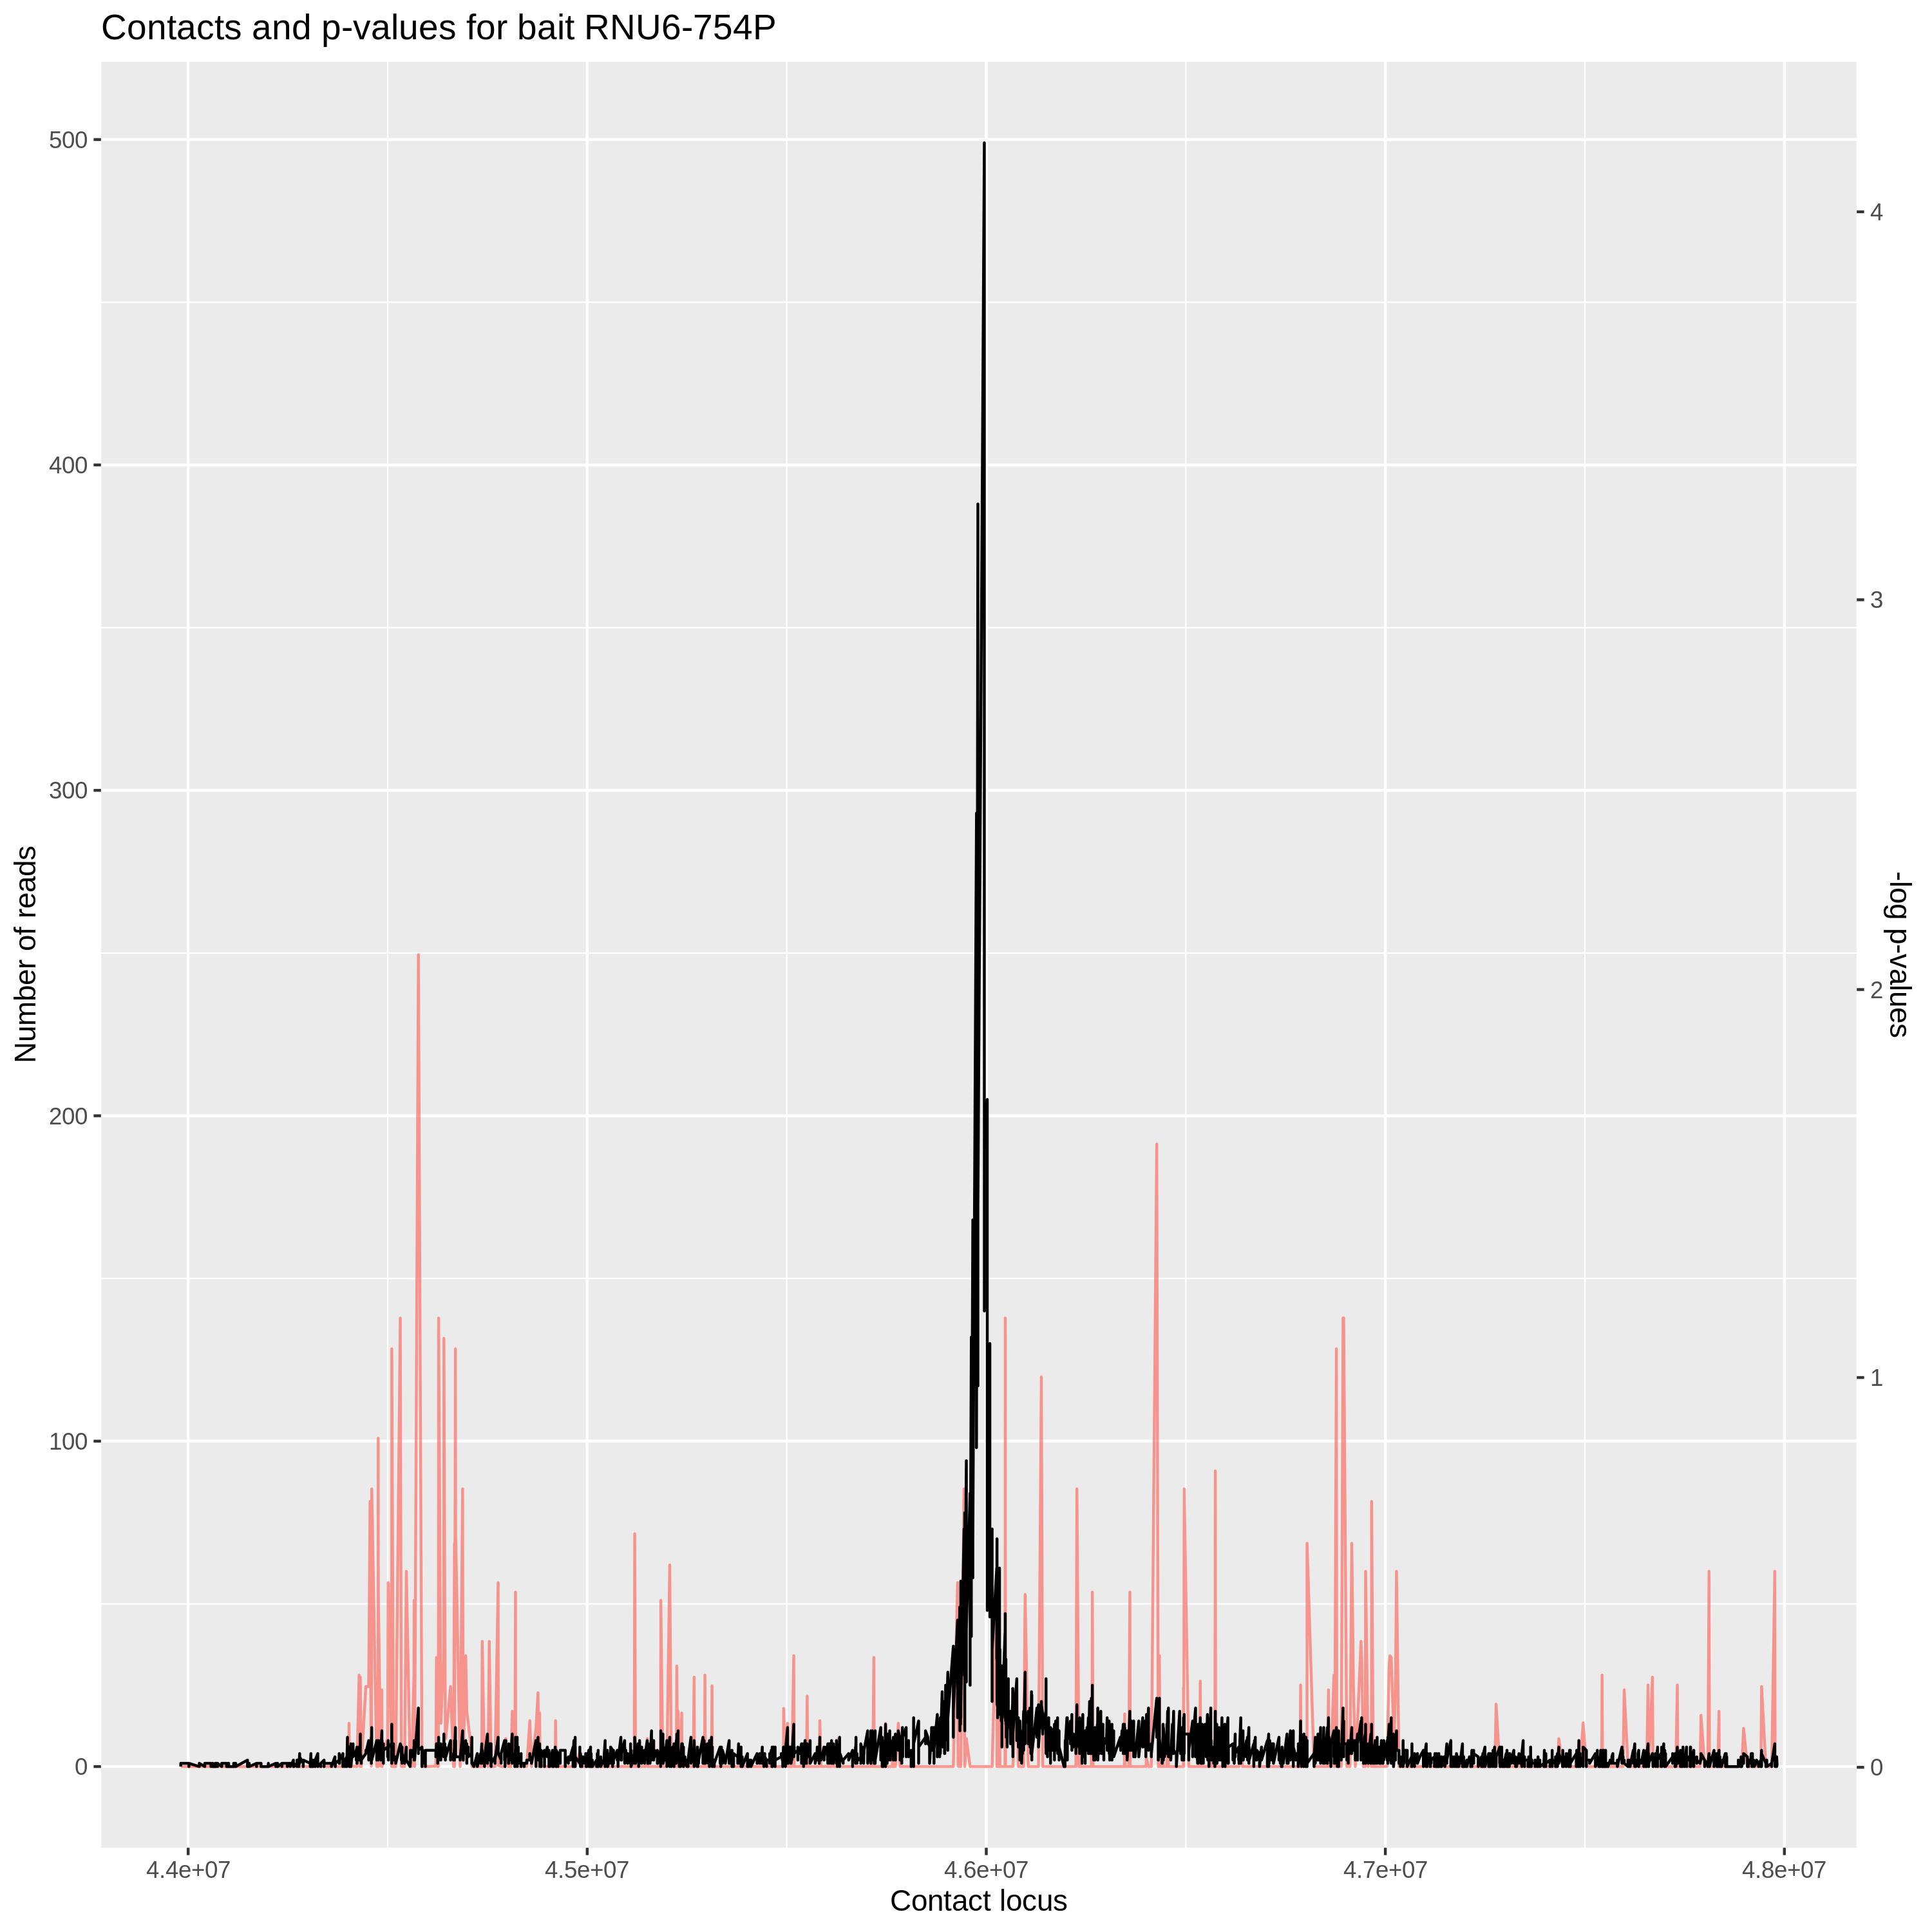 Contacts and p-values for bait RNU6-754P
500
400
300
200
100
0
Number of reads
4
3
2
1
0
-log p-values
4.4e+07 4.5e+07 4.6e+07 4.7e+07 4.8e+07
Contact locus